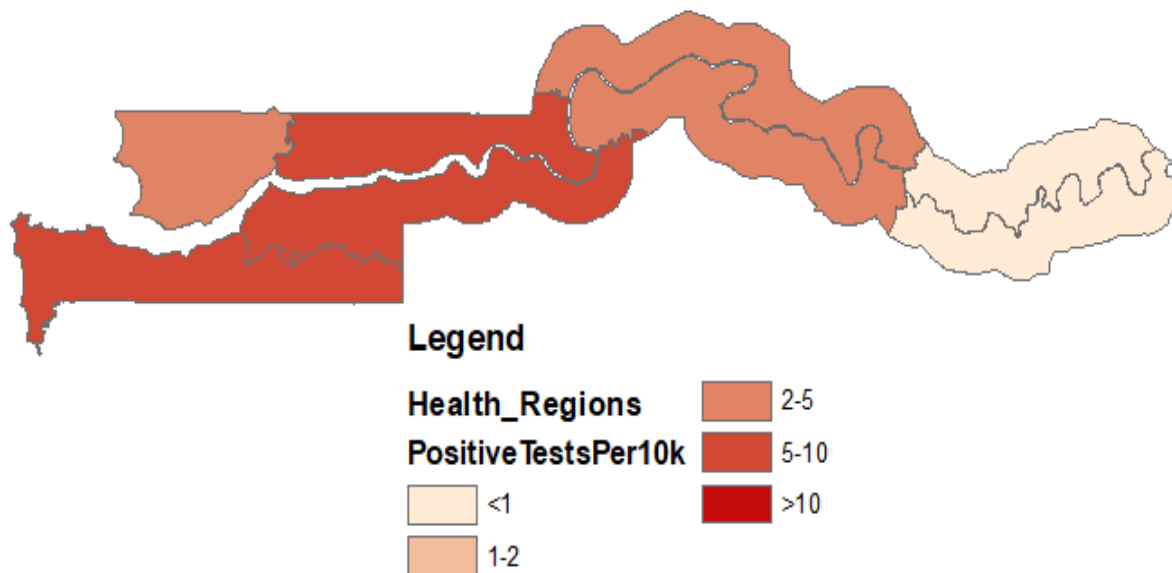 Legend
Health_Regions
PositiveTestsPer10k
<1
1-2
2-5
5-10
>10